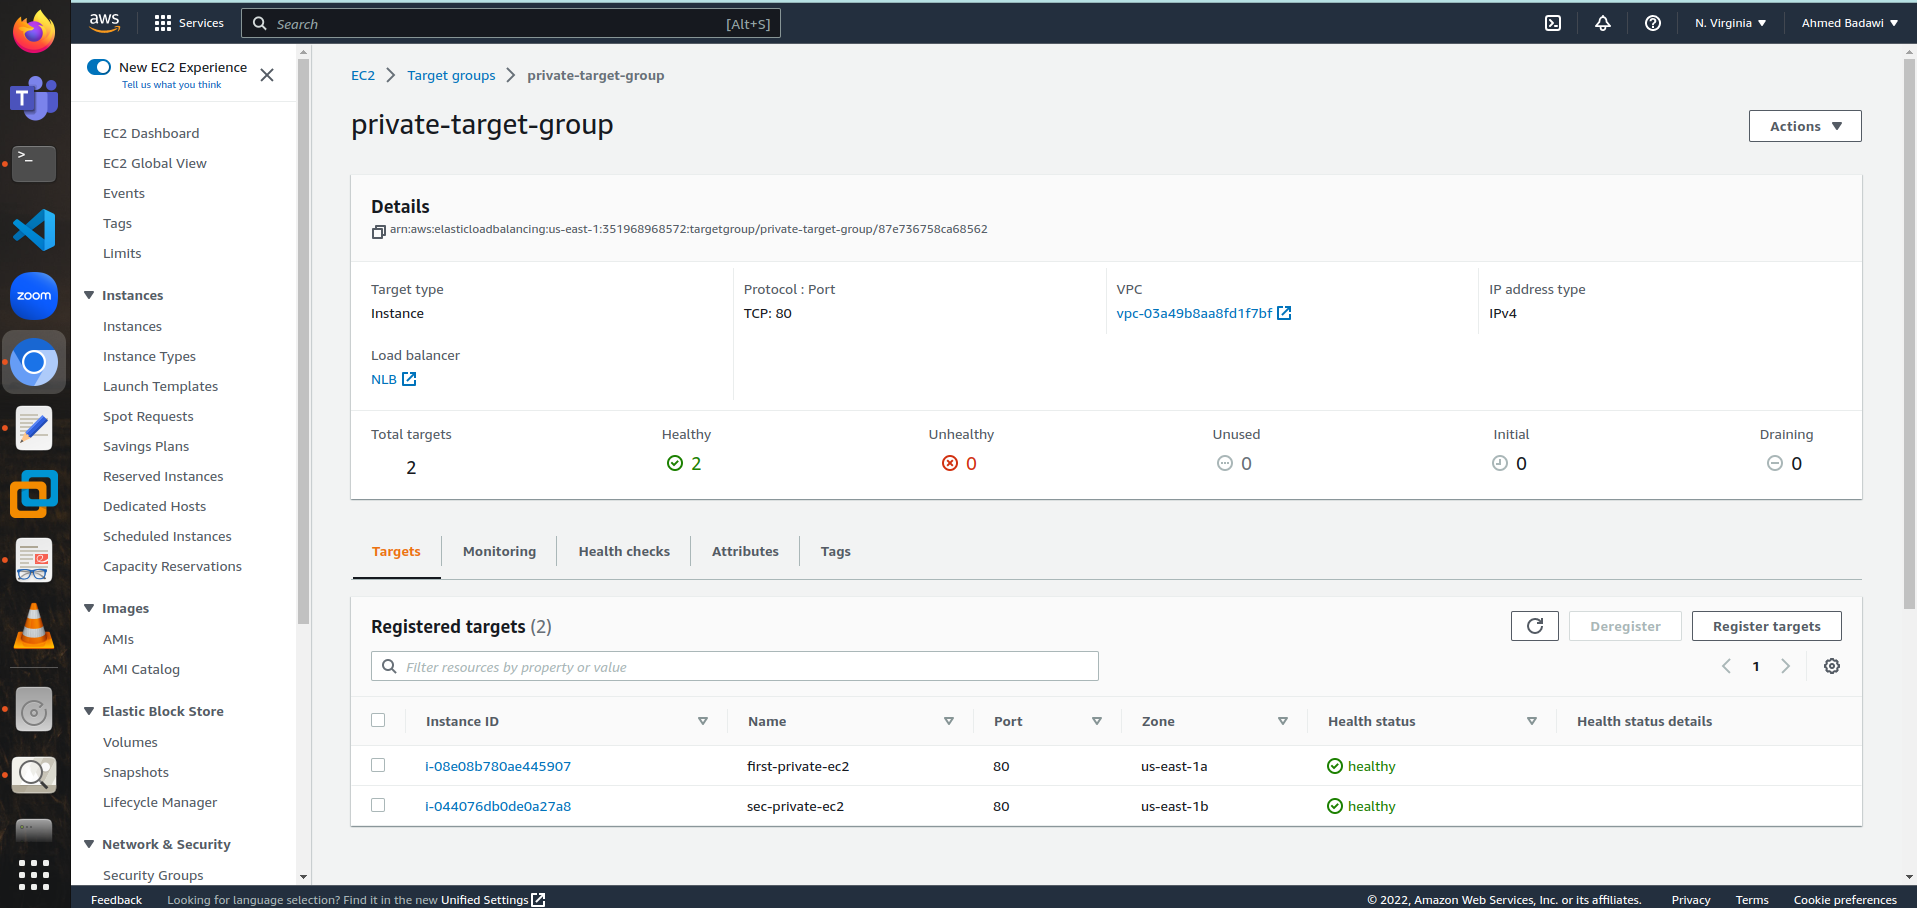 aws
Services
Search
[Alt+S]
N. Virginia
Ahmed Badawi
New EC2 Experience
Tell us what you think
EC2 Dashboard
EC2 Global View
Events
Tags
Limits
Instances
Instances
Instance Types
Launch Templates
Spot Requests
Savings Plans
Reserved Instances
Dedicated Hosts
Scheduled Instances
Capacity Reservations
Images
AMIs
AMI Catalog
Elastic Block Store
Volumes
Snapshots
Lifecycle Manager
Network & Security
Security Groups
T
zoom
EC2 > Target groups > private-target-group
private-target-group
Actions
Details
arn:aws:elasticloadbalancing:us-east-1:351968968572:targetgroup/private-target-group/87e736758ca68562
Target type
Instance
Protocol : Port
TCP: 80
VPC
vpc-03a49b8aa8fd1f7bf
IP address type
IPv4
Load balancer
NLB
Total targets
2
Healthy
2
Unhealthy
0
Unused
0
Initial
0
Draining
0
Targets
Monitoring
Health checks
Attributes
Tags
Registered targets (2)
Deregister
Register targets
Filter resources by property or value
1
Instance ID Name Port Zone Health status Health status details
i-08e08b780ae445907 first-private-ec2 80 us-east-1a healthy
i-044076db0de0a27a8 sec-private-ec2 80 us-east-1b healthy
Feedback
Looking for language selection? Find it in the new Unified Settings
© 2022, Amazon Web Services, Inc. or its affiliates.
Privacy
Terms
Cookie preferences